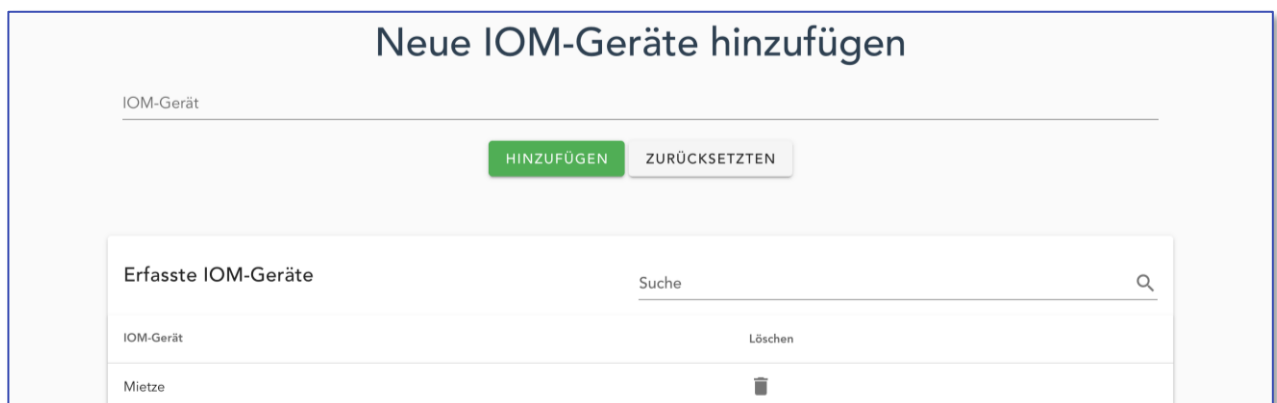 Neue IOM-Geräte hinzufügen
IOM-Gerät
HINZUFÜGEN ZURÜCKSETZTEN
Erfasste IOM-Geräte Suche
IOM-Gerät Löschen
Mietze